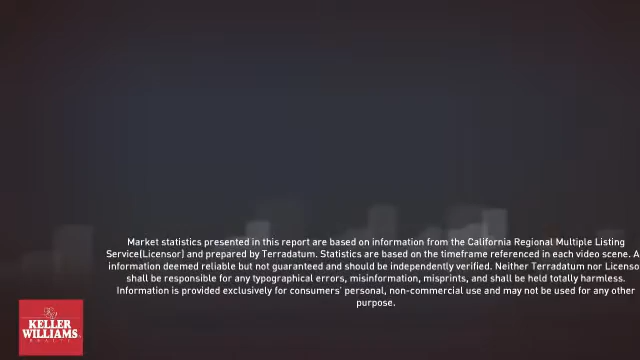 Market statistics presented in this report are based on information from the California Regional Multiple Listing
Service(Licensor) and prepared by Terradatum. Statistics are based on the timeframe referenced in each video scene. A
information deemed reliable but not guaranteed and should be independently verified. Neither Terradatum nor Licenso
shall be responsible for any typographical errors, misinformation, misprints, and shall be held totally harmless.
Information is provided exclusively for consumers' personal, non-commercial use and may not be used for any other
purpose.
KW
KELLER
WILLIAMS
REALTY